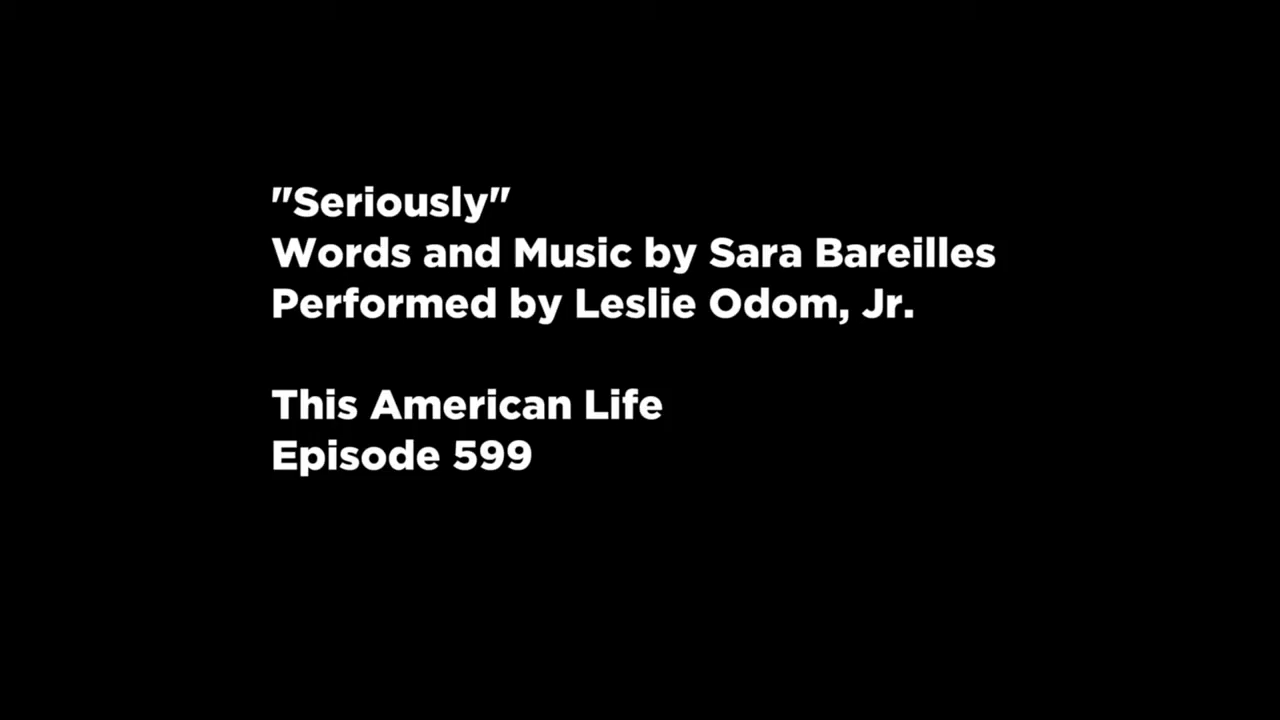 "Seriously"
Words and Music by Sara Bareilles
Performed by Leslie Odom, Jr.
This American Life
Episode 599